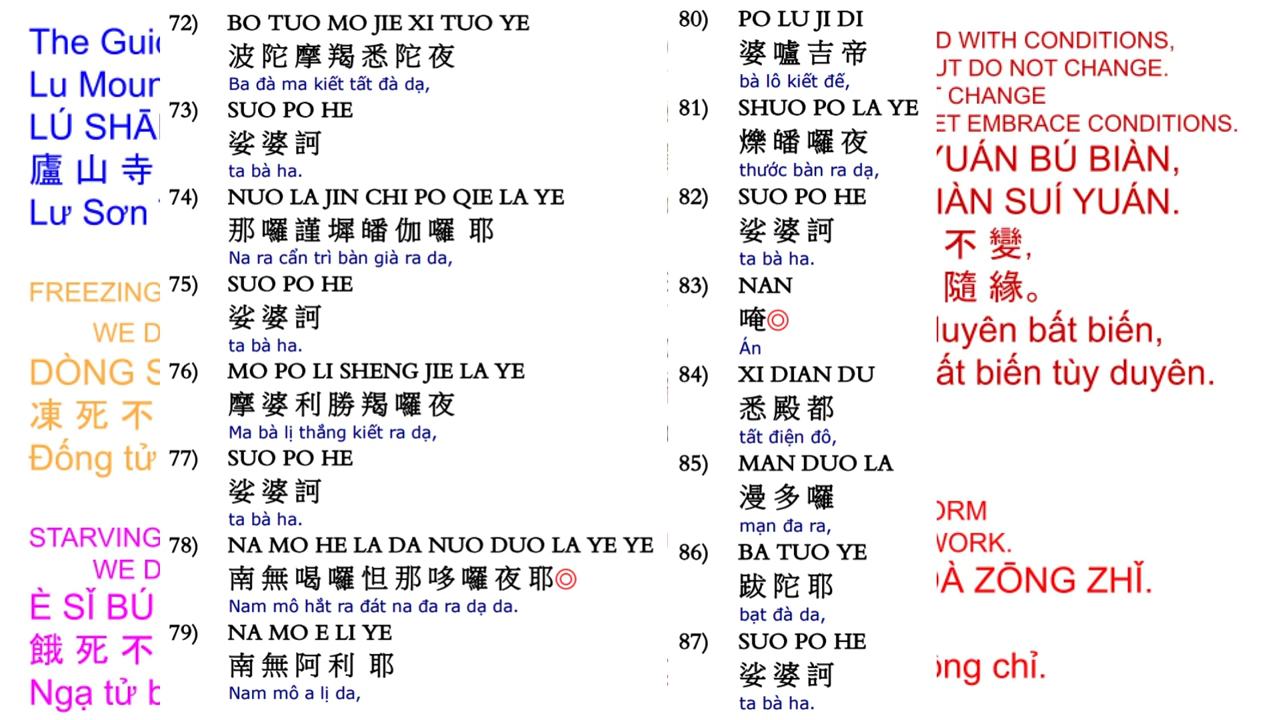 The Guid
Lu Moun
LÚ SHĀ
廬 山 寺
Lư Sơn
FREEZING
WE D
DÒNG S
凍 死 不
Đống tử
STARVING
WE D
È SǏ BÚ
餓 死 不
Ngạ tử b
72) BO TUO MO JIE XI TUO YE
波陀摩羯悉陀夜
Ba đà ma kiết tất đà dạ,
73) SUO PO HE
娑婆訶
ta bà ha.
74) NUO LA JIN CHI PO QIE LA YE
那囉謹墀皤伽囉 耶
Na ra cẩn trì bàn già ra da,
75) SUO PO HE
娑婆訶
ta bà ha.
76) MO PO LI SHENG JIE LA YE
摩婆利勝羯囉夜
Ma bà lị thắng kiết ra dạ,
77) SUO PO HE
娑婆訶
ta bà ha.
78) NA MO HE LA DA NUO DUO LA YE YE
南無喝囉怛那哆囉夜耶◎
Nam mô hắt ra đát na đa ra dạ da.
79) NA MO E LI YE
南無阿利 耶
Nam mô a lị da,
80) PO LU JI DI
婆嚧吉帝
bà lô kiết đế,
81) SHUO PO LA YE
爍皤囉夜
thước bàn ra dạ,
82) SUO PO HE
娑婆訶
ta bà ha.
83) NAN
唵◎
Án
84) XI DIAN DU
悉殿都
tất điện đô,
85) MAN DUO LA
漫多囉
mạn đa ra,
86) BA TUO YE
跋陀耶
bạt đà da,
87) SUO PO HE
娑婆訶
ta bà ha.
D WITH CONDITIONS,
UT DO NOT CHANGE.
CHANGE
ET EMBRACE CONDITIONS.
YUÁN BÚ BIÀN,
IÀN SUÍ YUÁN.
不 變,
隨 緣。
duyên bất biến,
ất biến tùy duyên.
ORM
WORK.
DÀ ZŌNG ZHǏ.
ông chỉ.